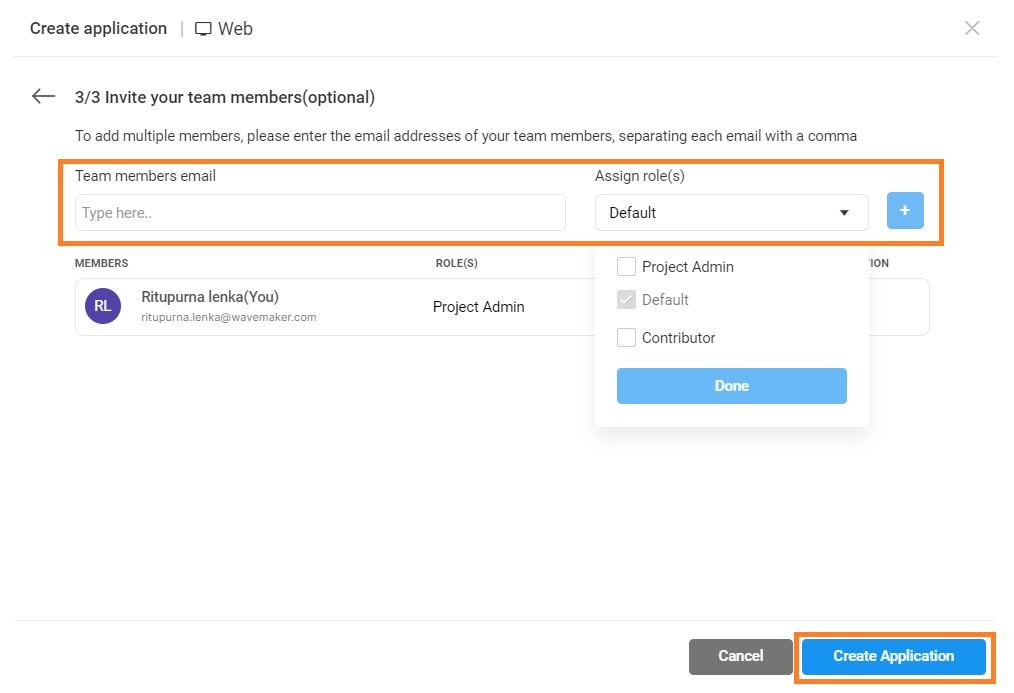 Create application | Web
3/3 Invite your team members(optional)
To add multiple members, please enter the email addresses of your team members, separating each email with a comma
Team members email
Assign role(s)
Type here..
Default
+
MEMBERS
ROLE(S)
ION
RL
Ritupurna lenka(You)
ritupurna.lenka@wavemaker.com
Project Admin
Project Admin
Default
Contributor
Done
Cancel
Create Application